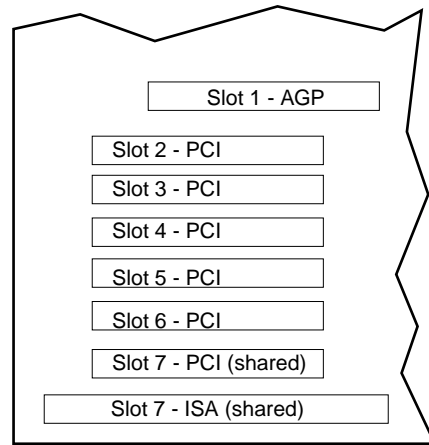 Slot 1 - AGP
Slot 2 - PCI
Slot 3 - PCI
Slot 4 - PCI
Slot 5 - PCI
Slot 6 - PCI
Slot 7 - PCI (shared)
Slot 7 - ISA (shared)